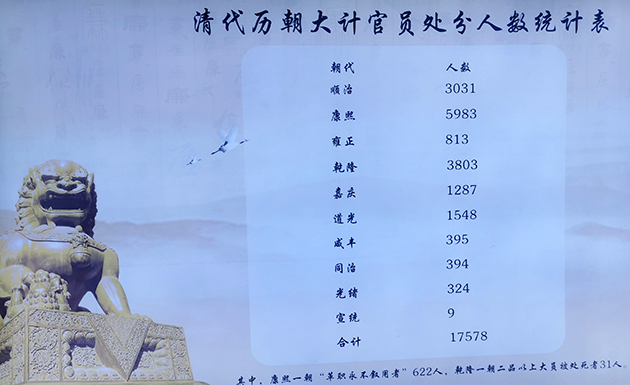 清代历朝大计官员处分人数统计表
朝代 人数
顺治 3031
康熙 5983
雍正 813
乾隆 3803
嘉庆 1287
道光 1548
咸丰 395
同治 394
光绪 324
宣统 9
合计 17578
其中，康熙一朝“革职永不叙用者”622人，乾隆一朝二品以上大员被处死者31人。